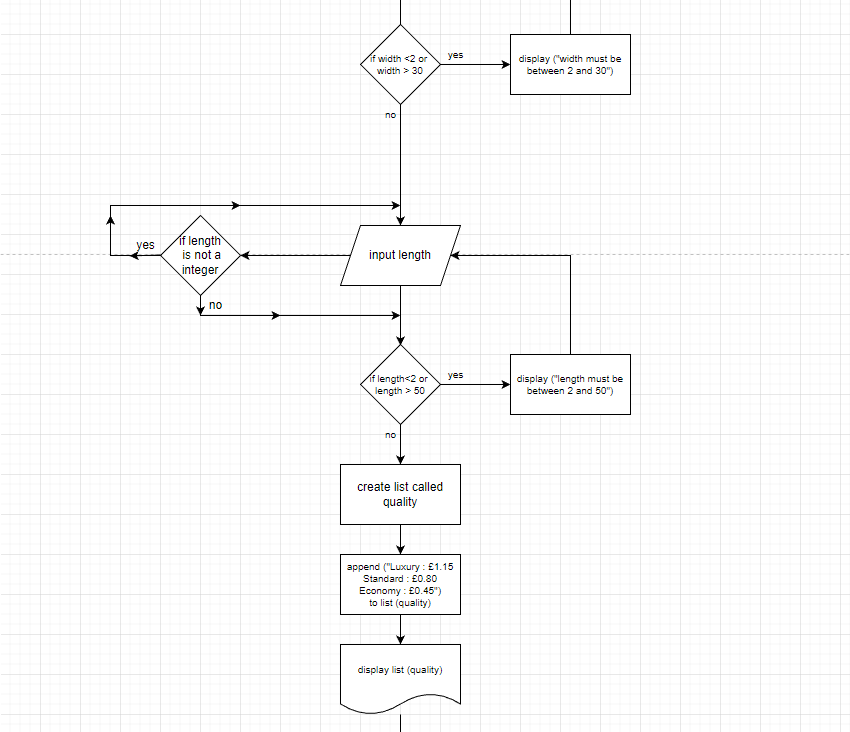 if width <2 or
width > 30
yes
display ("width must be
between 2 and 30")
no
if length
is not a
integer
yes
no
input length
if length<2 or
length > 50
yes
display ("length must be
between 2 and 50")
no
create list called
quality
append ("Luxury : £1.15
Standard : £0.80
Economy : £0.45")
to list (quality)
display list (quality)